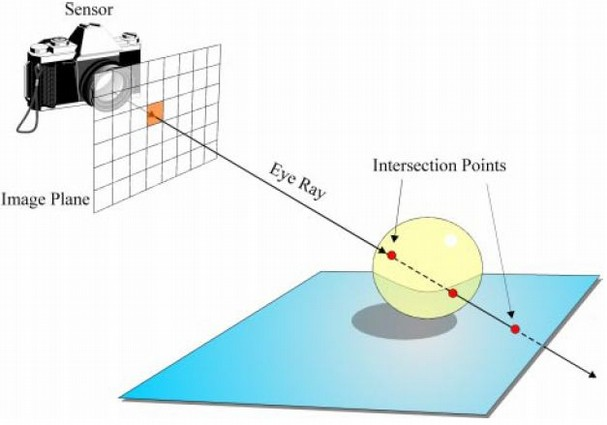 Sensor
Image Plane
Eye Ray
Intersection Points